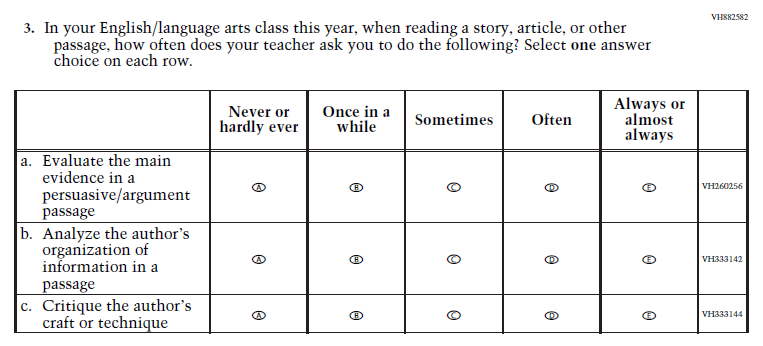 VH882582
3. In your English/language arts class this year, when reading a story, article, or other
passage, how often does your teacher ask you to do the following? Select one answer
choice on each row.
Never or
hardly ever
Once in a
while
Sometimes
Often
Always or
almost
always
a. Evaluate the main
evidence in a
persuasive/argument
passage
A B C D E VH260256
b. Analyze the author's
organization of
information in a
passage
A B C D E VH333142
c. Critique the author's
craft or technique
A B C D E VH333144